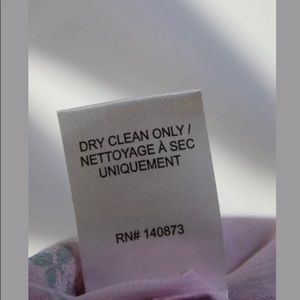 DRY CLEAN ONLY /
NETTOYAGE À SEC
UNIQUEMENT
RN# 140873